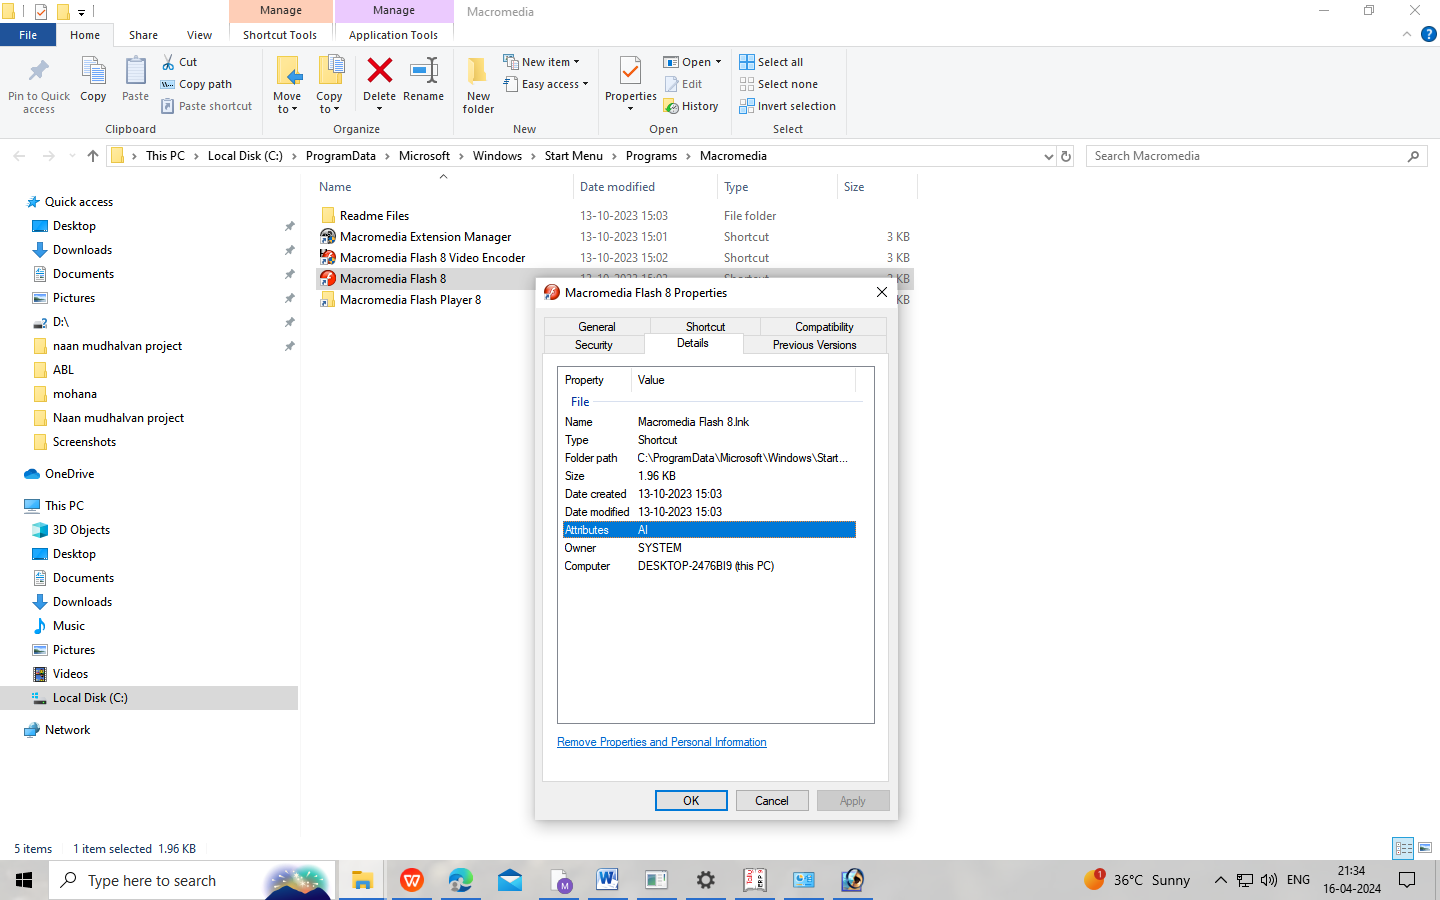 Manage
Manage
Macromedia
File
Home
Share
View
Shortcut Tools
Application Tools
Pin to Quick access
Copy
Paste
Cut
Copy path
Paste shortcut
Clipboard
Move to
Copy to
Delete
Rename
Organize
New folder
New item
Easy access
New
Properties
Open
Edit
History
Open
Select all
Select none
Invert selection
Select
This PC > Local Disk (C:) > ProgramData > Microsoft > Windows > Start Menu > Programs > Macromedia
Search Macromedia
Name Date modified Type Size
Readme Files 13-10-2023 15:03 File folder
Macromedia Extension Manager 13-10-2023 15:01 Shortcut 3 KB
Macromedia Flash 8 Video Encoder 13-10-2023 15:02 Shortcut 3 KB
Macromedia Flash 8
Macromedia Flash Player 8 KB
Quick access
Desktop
Downloads
Documents
Pictures
D:\
naan mudhalvan project
ABL
mohana
Naan mudhalvan project
Screenshots
OneDrive
This PC
3D Objects
Desktop
Documents
Downloads
Music
Pictures
Videos
Local Disk (C:)
Network
Macromedia Flash 8 Properties
General Shortcut Compatibility
Security Details Previous Versions
Property Value
File
Name Macromedia Flash 8.lnk
Type Shortcut
Folder path C:\ProgramData\Microsoft\Windows\Start...
Size 1.96 KB
Date created 13-10-2023 15:03
Date modified 13-10-2023 15:03
Attributes AI
Owner SYSTEM
Computer DESKTOP-2476BI9 (this PC)
Remove Properties and Personal Information
OK Cancel Apply
5 items 1 item selected 1.96 KB
Type here to search
1
36°C Sunny
ENG
21:34
16-04-2024